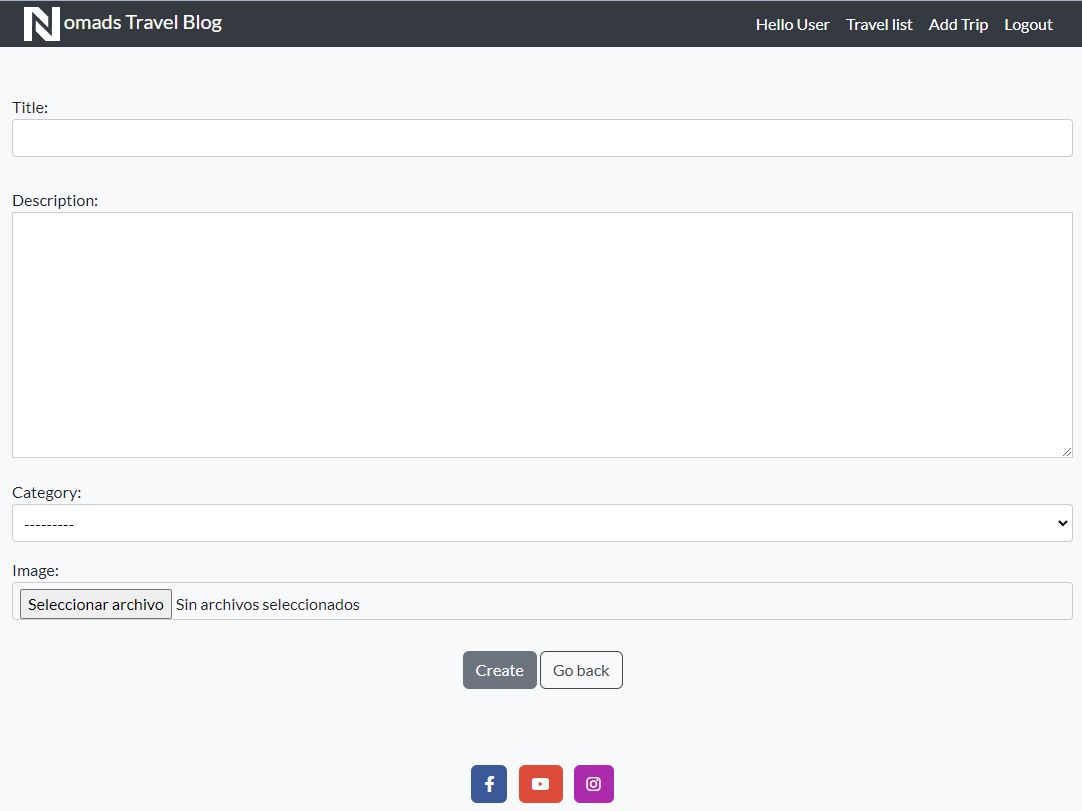 Nomads Travel Blog
Hello User Travel list Add Trip Logout
Title:
Description:
Category:
---------
Image:
Seleccionar archivo Sin archivos seleccionados
Create Go back